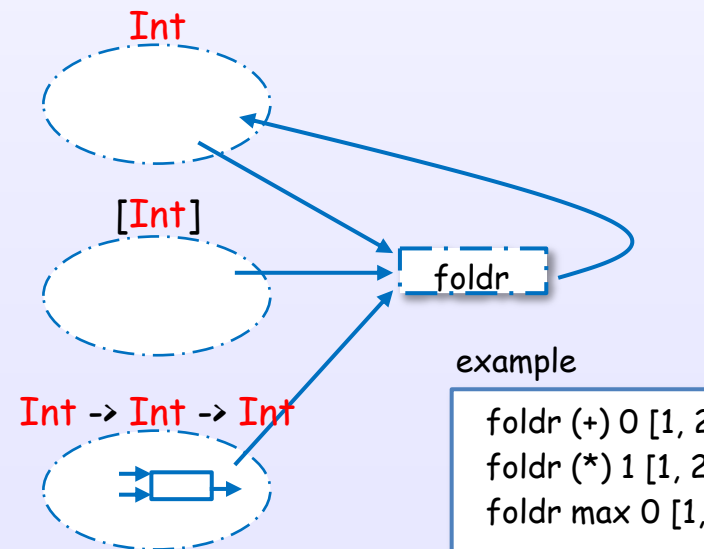 Int
[Int]
foldr
example
Int -> Int -> Int
foldr (+) 0 [1, 2
foldr (*) 1 [1, 2
foldr max 0 [1,